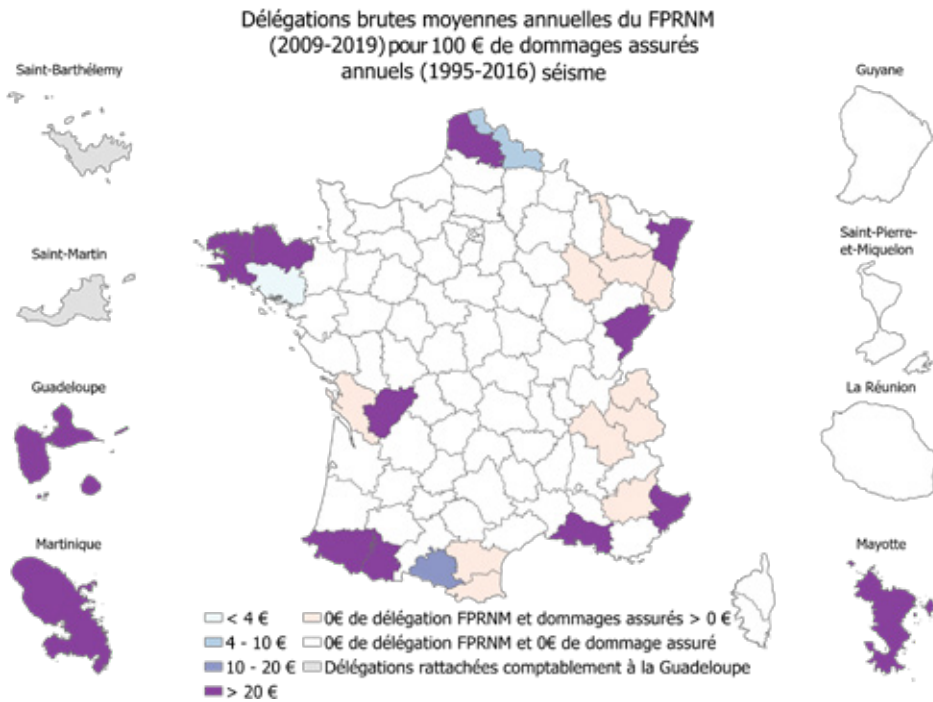 Délégations brutes moyennes annuelles du FPRNM
(2009-2019) pour 100 € de dommages assurés
annuels (1995-2016) séisme
Saint-Barthélemy
Guyane
Saint-Martin
Saint-Pierre-
et-Miquelon
Guadeloupe
La Réunion
Martinique
Mayotte
< 4 €
0€ de délégation FPRNM et dommages assurés > 0 €
4 - 10 €
0€ de délégation FPRNM et 0€ de dommage assuré
10 - 20 €
Délégations rattachées comptablement à la Guadeloupe
> 20 €